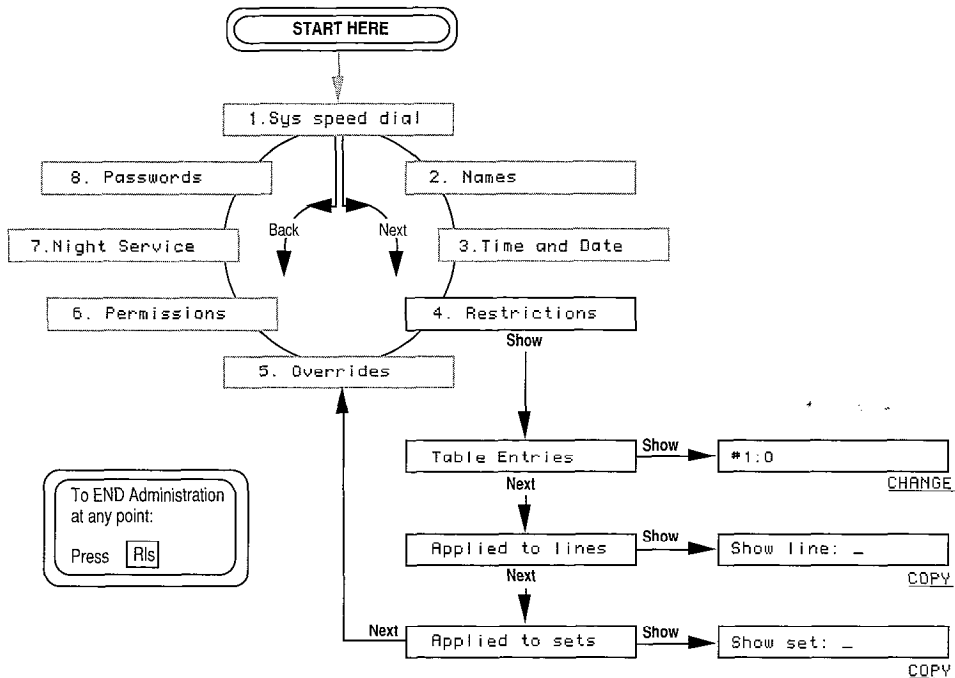 START HERE
1.Sys speed dial
8. Passwords
2. Names
Back
Next
7.Night Service
3.Time and Date
6. Permissions
4. Restrictions
Show
5. Overrides
Table Entries
Show
#1:0
CHANGE
Next
To END Administration
at any point:
Press Rls
Applied to lines
Show
Show line: _
COPY
Next
Next
Applied to sets
Show
Show set: _
COPY